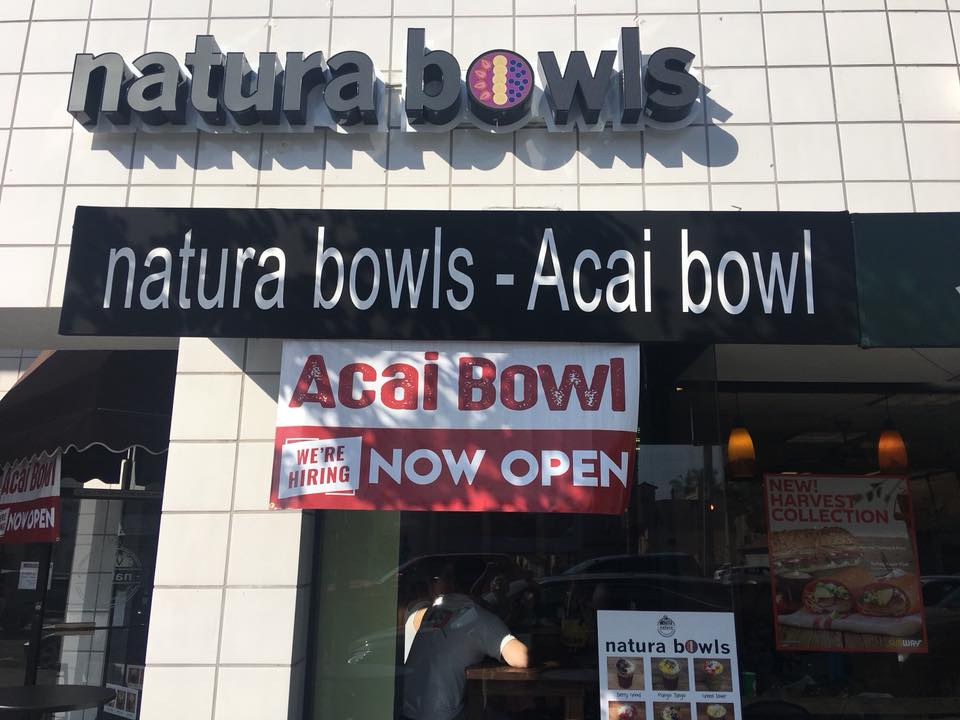 natura bowls
natura bowls - Acai bowl
Acai Bowl
WE'RE
HIRING
NOW OPEN
Acai Bowl
NOW OPEN
NEW!
HARVEST
COLLECTION
SUBWAY
natura bowls